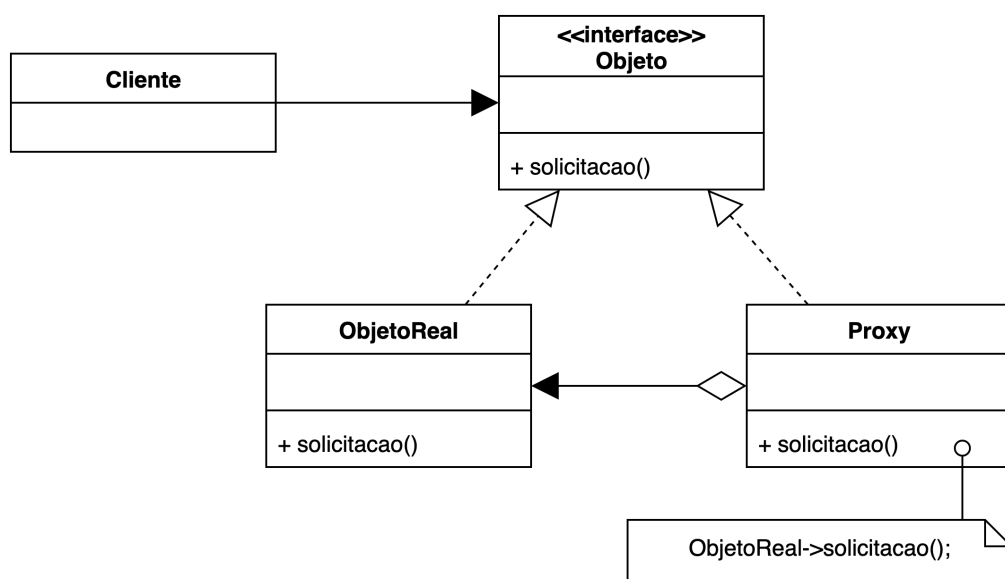 <<interface>>
Objeto
Cliente
+ solicitacao()
ObjetoReal
Proxy
+ solicitacao()
+ solicitacao()
ObjetoReal->solicitacao();